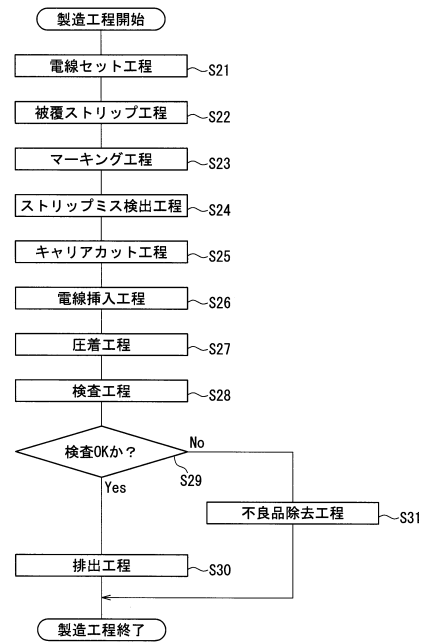 製造工程開始
電線セット工程
S21
被覆ストリップ工程
S22
マーキング工程
S23
ストリップミス検出工程
S24
キャリアカット工程
S25
電線挿入工程
S26
圧着工程
S27
検査工程
S28
検査OKか？
No
S29
Yes
不良品除去工程
S31
排出工程
S30
製造工程終了